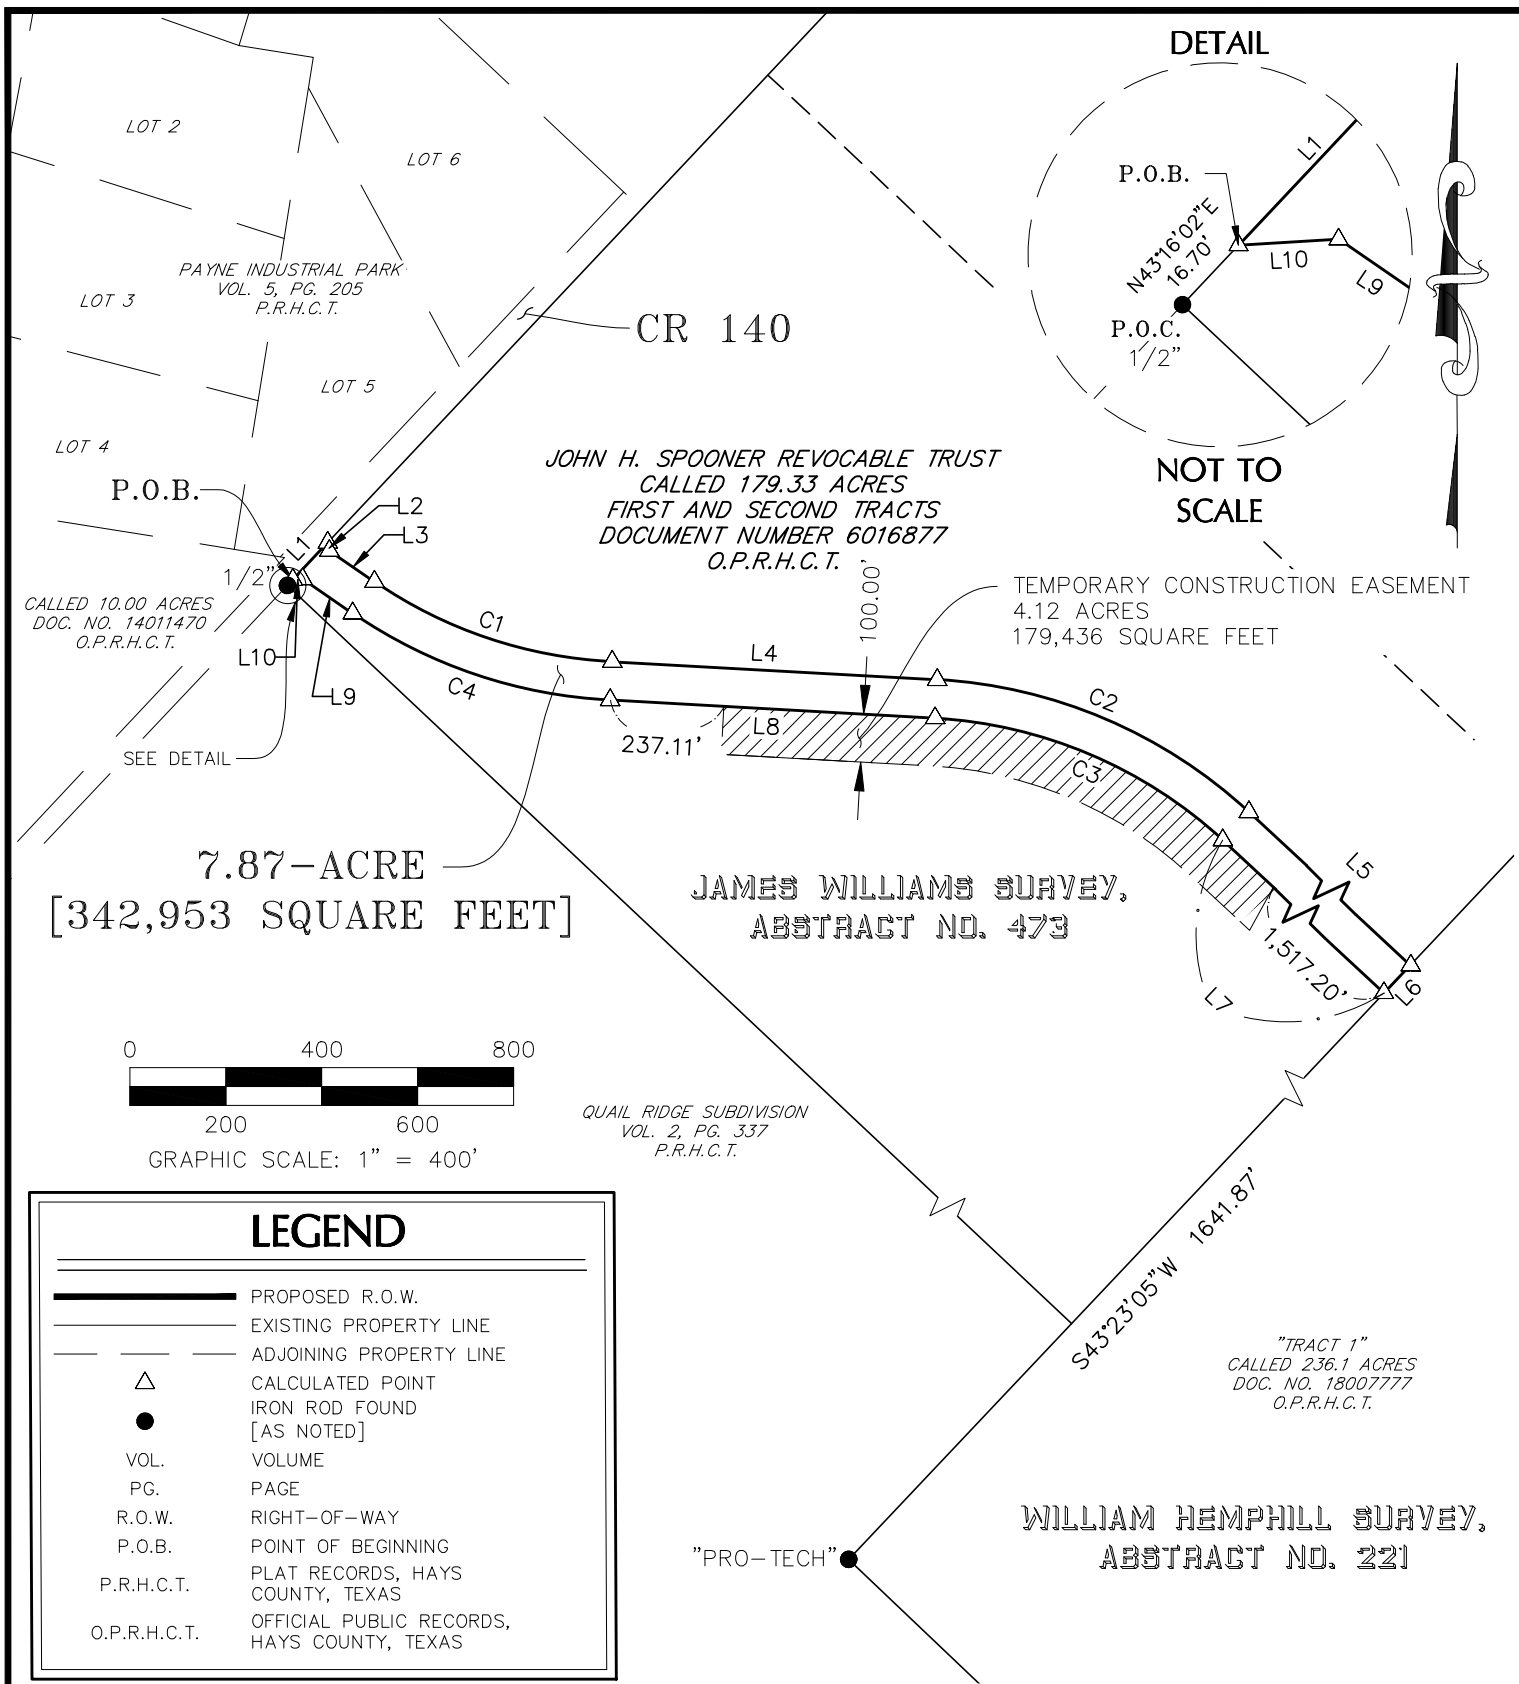 DETAIL
L1
P.O.B.
N43°16'02"E
16.70'
L10
L9
P.O.C.
1/2"
NOT TO
SCALE
LOT 2
LOT 6
PAYNE INDUSTRIAL PARK
VOL. 5, PG. 205
P.R.H.C.T.
LOT 3
CR 140
LOT 5
LOT 4
P.O.B.
L2
L3
L1
1/2"
JOHN H. SPOONER REVOCABLE TRUST
CALLED 179.33 ACRES
FIRST AND SECOND TRACTS
DOCUMENT NUMBER 6016877
O.P.R.H.C.T.
100.00'
TEMPORARY CONSTRUCTION EASEMENT
4.12 ACRES
179,436 SQUARE FEET
CALLED 10.00 ACRES
DOC. NO. 14011470
O.P.R.H.C.T.
L10
L9
C1
C4
L4
C2
L8
237.11'
C3
SEE DETAIL
7.87-ACRE
[342,953 SQUARE FEET]
L5
JAMES WILLIAMS SURVEY,
ABSTRACT NO. 473
1,517.20'
L7
L6
0 400 800
200 600
GRAPHIC SCALE: 1" = 400'
QUAIL RIDGE SUBDIVISION
VOL. 2, PG. 337
P.R.H.C.T.
S43°23'05"W 1641.87'
"TRACT 1"
CALLED 236.1 ACRES
DOC. NO. 18007777
O.P.R.H.C.T.
WILLIAM HEMPHILL SURVEY,
ABSTRACT NO. 221
"PRO-TECH"
LEGEND
PROPOSED R.O.W.
EXISTING PROPERTY LINE
ADJOINING PROPERTY LINE
CALCULATED POINT
IRON ROD FOUND
[AS NOTED]
VOL. VOLUME
PG. PAGE
R.O.W. RIGHT-OF-WAY
P.O.B. POINT OF BEGINNING
P.R.H.C.T. PLAT RECORDS, HAYS
COUNTY, TEXAS
O.P.R.H.C.T. OFFICIAL PUBLIC RECORDS,
HAYS COUNTY, TEXAS